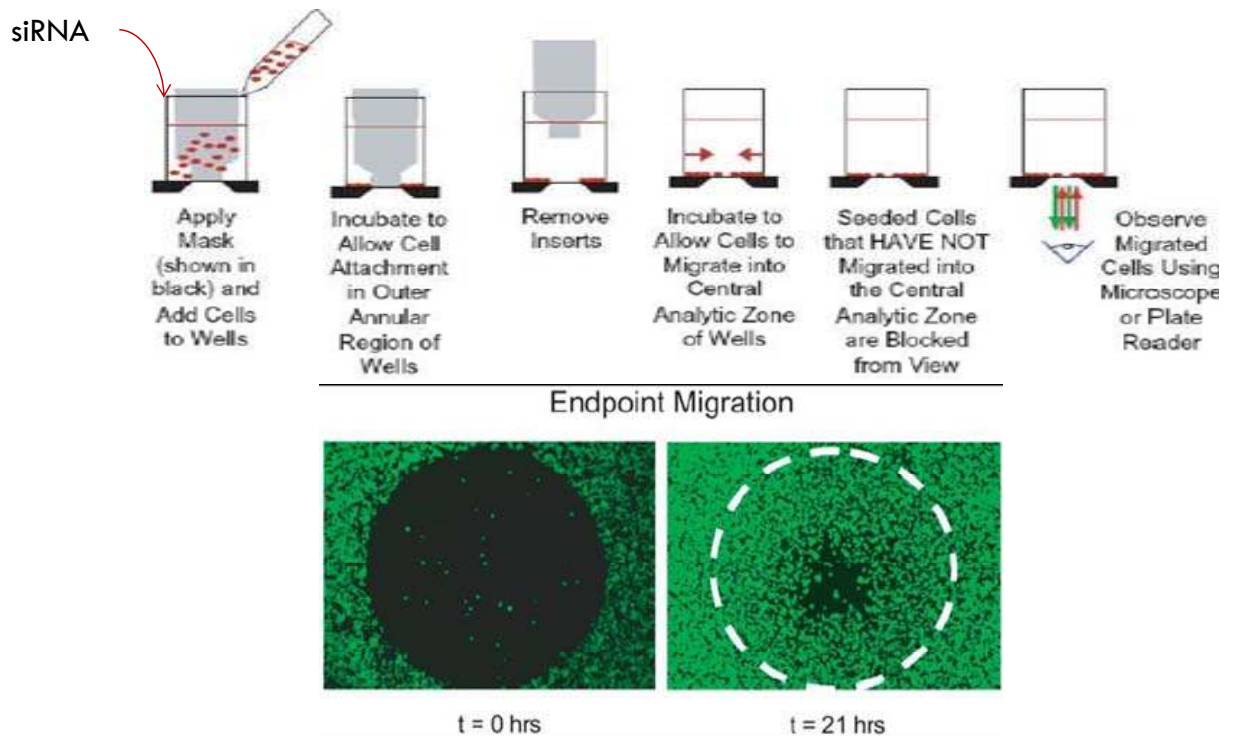 siRNA
Apply
Mask
(shown in
black) and
Add Cells
to Wells
Incubate to
Allow Cell
Attachment
in Outer
Annular
Region of
Wells
Remove
Inserts
Incubate to
Allow Cells to
Migrate into
Central
Analytic Zone
of Wells
Seeded Cells
that HAVE NOT
Migrated into
the Central
Analytic Zone
are Blocked
from View
Observe
Migrated
Cells Using
Microscope
or Plate
Reader
Endpoint Migration
t = 0 hrs
t = 21 hrs